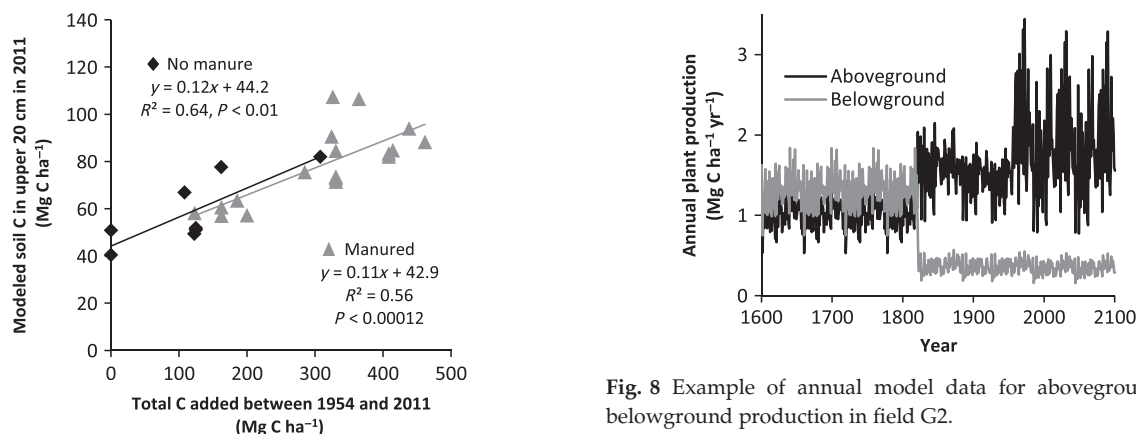 140
120
100
80
60
40
20
0
Modeled soil C in upper 20 cm in 2011
(Mg C ha⁻¹)
No manure
y = 0.12x + 44.2
R² = 0.64, P < 0.01
Manured
y = 0.11x + 42.9
R² = 0.56
P < 0.00012
0 100 200 300 400 500
Total C added between 1954 and 2011
(Mg C ha⁻¹)
Annual plant production
(Mg C ha⁻¹ yr⁻¹)
3
2
1
0
Aboveground
Belowground
1600 1700 1800 1900 2000 2100
Year
Fig. 8 Example of annual model data for abovegrou
belowground production in field G2.